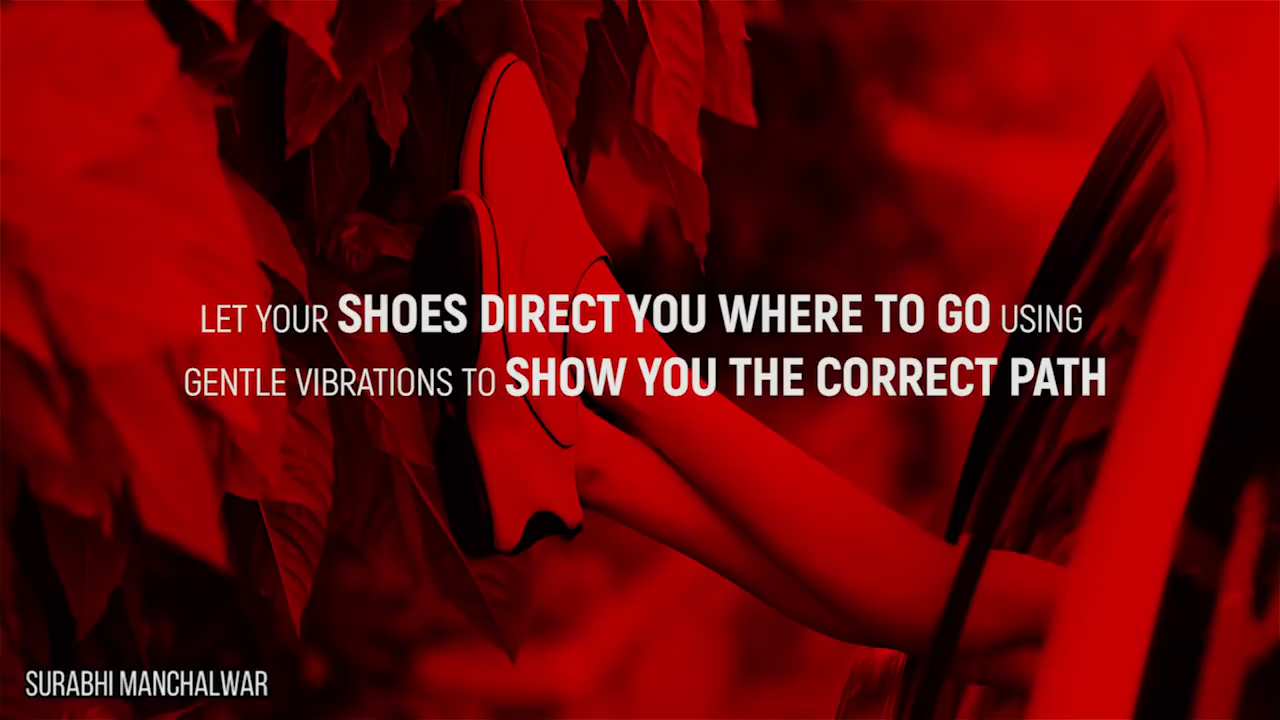 LET YOUR SHOES DIRECT YOU WHERE TO GO USING
GENTLE VIBRATIONS TO SHOW YOU THE CORRECT PATH
SURABHI MANCHALWAR